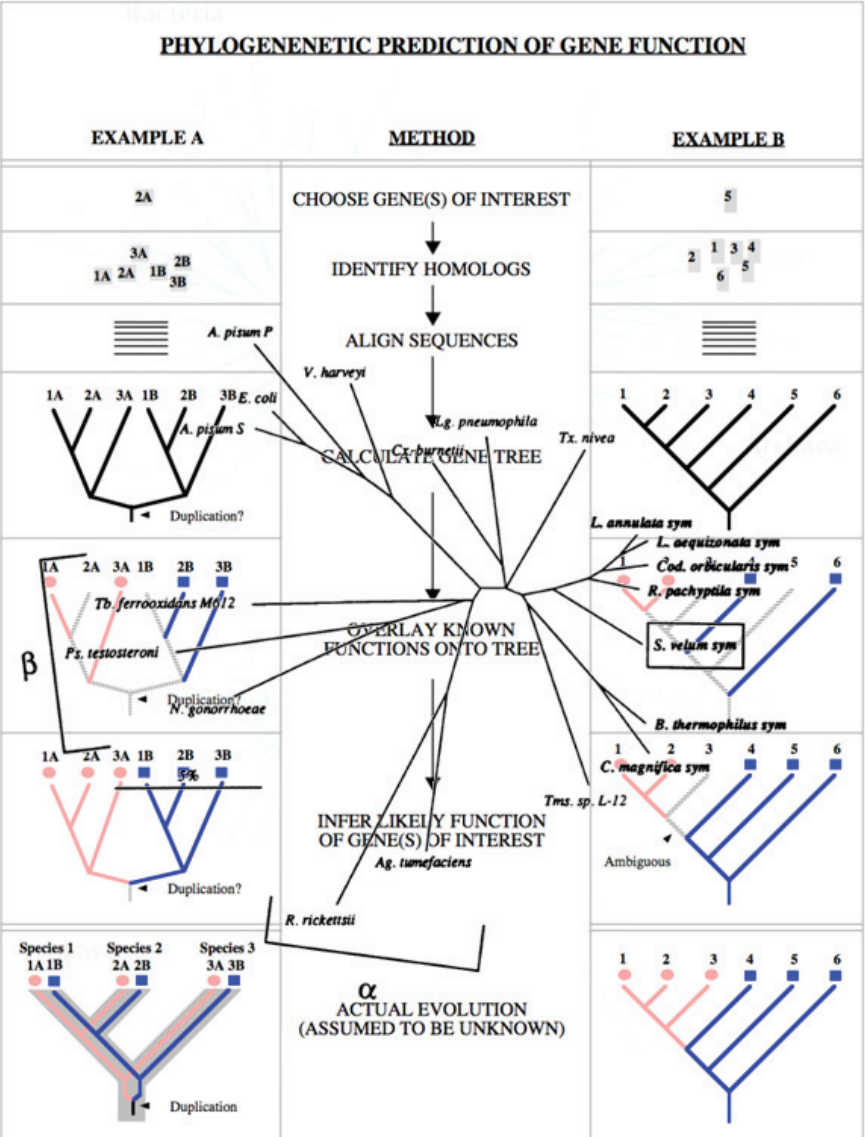 Bacteria
PHYLOGENENETIC PREDICTION OF GENE FUNCTION
EXAMPLE A METHOD EXAMPLE B
2A CHOOSE GENE(S) OF INTEREST 5
3A 2B 1A 2A 1B 3B
IDENTIFY HOMOLOGS
2 1 3 4 5 6
ALIGN SEQUENCES
A. pisum P
V. harveyi
1A 2A 3A 1B 2B 3B
E. coli
A. pisum S
Lg. pneumophila
Cx. burnetii
CALCULATE GENE TREE
Tx. nivea
1 2 3 4 5 6
Duplication?
L. annulata sym
L. aequizonata sym
Cod. orbicularis sym
R. pachyptila sym
S. velum sym
B. thermophilus sym
C. magnifica sym
Tms. sp. L-12
1A 2A 3A 1B 2B 3B
Tb. ferrooxidans M612
Ps. testosteroni
N. gonorrhoeae
β
Duplication?
OVERLAY KNOWN
FUNCTIONS ONTO TREE
1 2 4 5 6
1A 2A 3A 1B 2B 3B
5%
Duplication?
INFER LIKELY FUNCTION
OF GENE(S) OF INTEREST
Ag. tumefaciens
R. rickettsii
1 2 3 4 5 6
Ambiguous
Species 1 Species 2 Species 3
1A 1B 2A 2B 3A 3B
Duplication
α
ACTUAL EVOLUTION
(ASSUMED TO BE UNKNOWN)
1 2 3 4 5 6